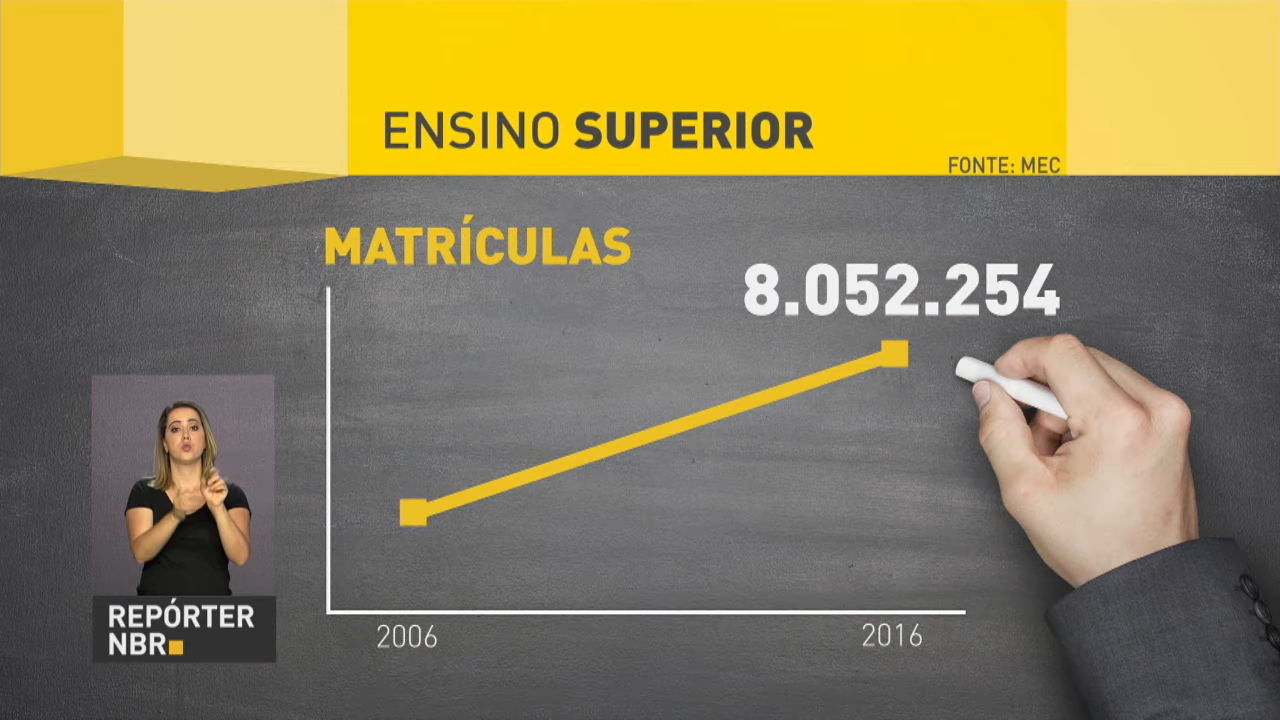 ENSINO SUPERIOR
FONTE: MEC
MATRÍCULAS
8.052.254
2006
2016
REPÓRTER
NBR